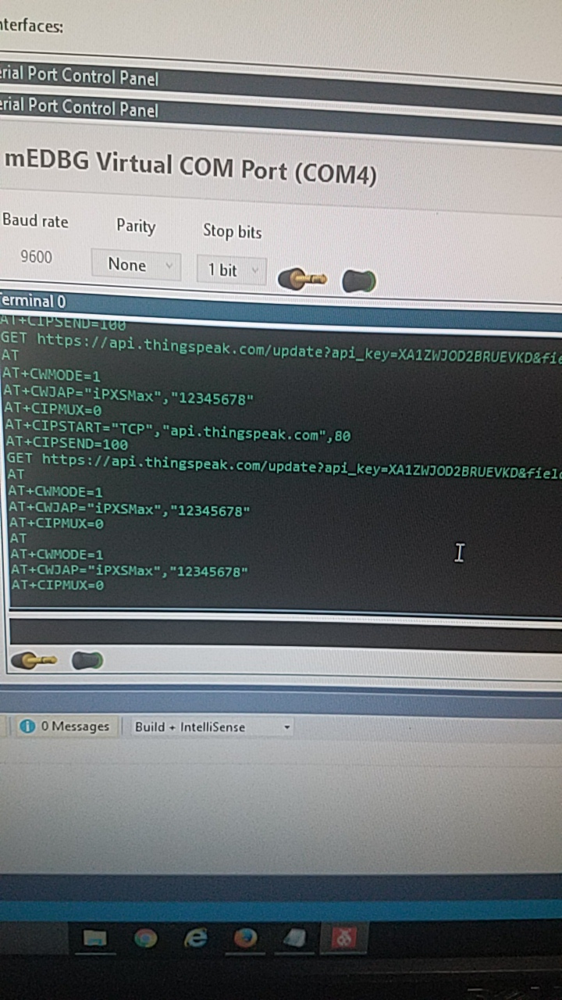 nterfaces:
erial Port Control Panel
erial Port Control Panel
mEDBG Virtual COM Port (COM4)
Baud rate Parity Stop bits
9600 None 1 bit
Terminal 0
AT+CIPSEND=100
GET https://api.thingspeak.com/update?api_key=XA1ZWJOD2BRUEVKD&fie
AT
AT+CWMODE=1
AT+CWJAP="iPXSMax","12345678"
AT+CIPMUX=0
AT+CIPSTART="TCP","api.thingspeak.com",80
AT+CIPSEND=100
GET https://api.thingspeak.com/update?api_key=XA1ZWJOD2BRUEVKD&field
AT
AT+CWMODE=1
AT+CWJAP="iPXSMax","12345678"
AT+CIPMUX=0
AT
AT+CWMODE=1
AT+CWJAP="iPXSMax","12345678"
AT+CIPMUX=0
0 Messages Build + IntelliSense